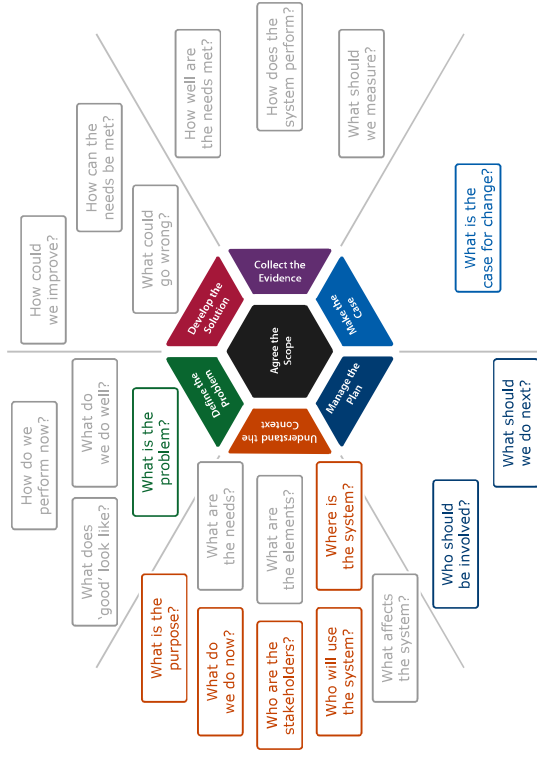 How could
we improve?
How can the
needs be met?
What could
go wrong?
How well are
the needs met?
How does the
system perform?
What should
we measure?
What is the
case for change?
Develop the
Solution
Collect the
Evidence
Make the
Case
Agree the
Scope
Define the
Problem
Understand the
Context
Manage the
Plan
How do we
perform now?
What do
we do well?
What does
‘good’ look like?
What is the
problem?
What is the
purpose?
What are
the needs?
What do
we do now?
What are
the elements?
Who are the
stakeholders?
Where is
the system?
Who will use
the system?
What affects
the system?
Who should
be involved?
What should
we do next?